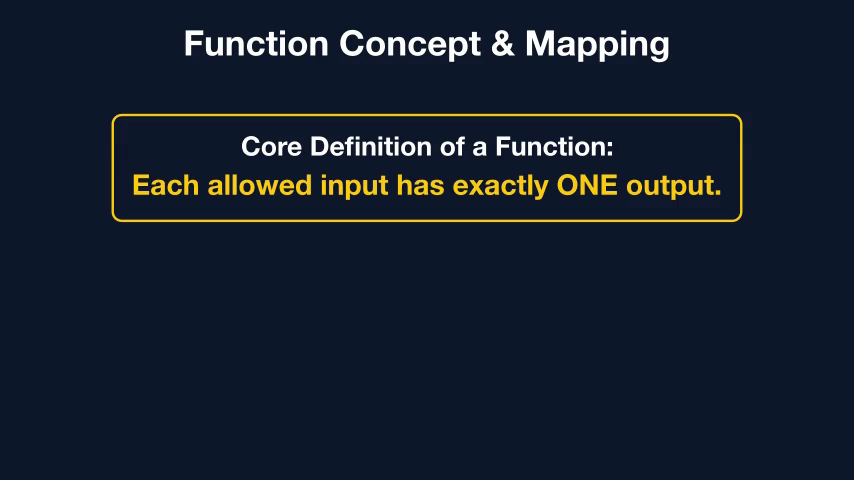 Function Concept & Mapping
Core Definition of a Function:
Each allowed input has exactly ONE output.